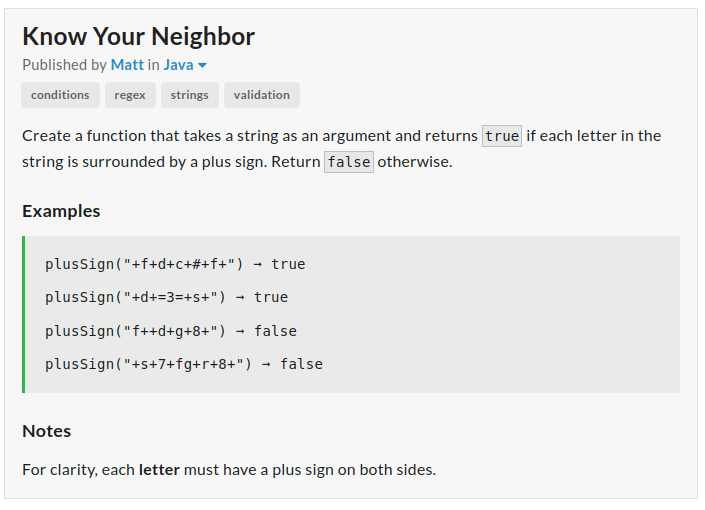 Know Your Neighbor
Published by Matt in Java
conditions regex strings validation
Create a function that takes a string as an argument and returns true if each letter in the
string is surrounded by a plus sign. Return false otherwise.
Examples
plusSign("+f+d+c+#+f+") → true
plusSign("+d+=3=+s+") → true
plusSign("f++d+g+8+") → false
plusSign("+s+7+fg+r+8+") → false
Notes
For clarity, each letter must have a plus sign on both sides.